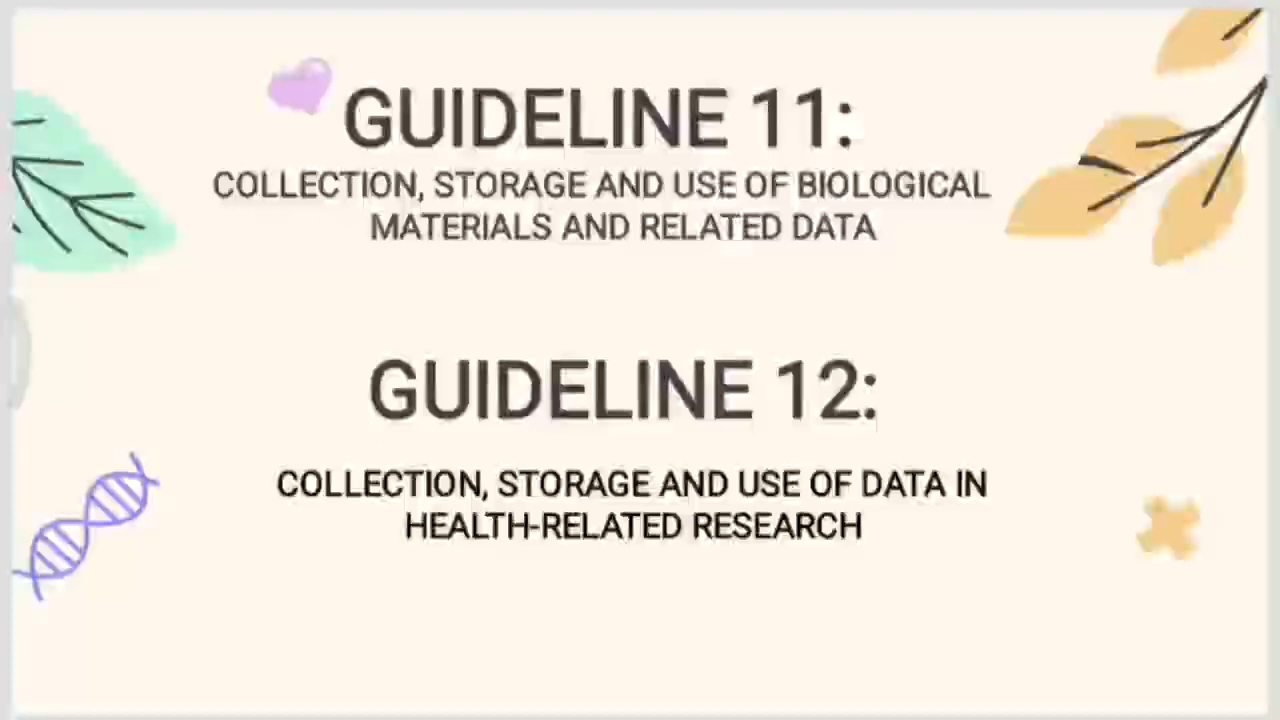 GUIDELINE 11:
COLLECTION, STORAGE AND USE OF BIOLOGICAL
MATERIALS AND RELATED DATA
GUIDELINE 12:
COLLECTION, STORAGE AND USE OF DATA IN
HEALTH-RELATED RESEARCH